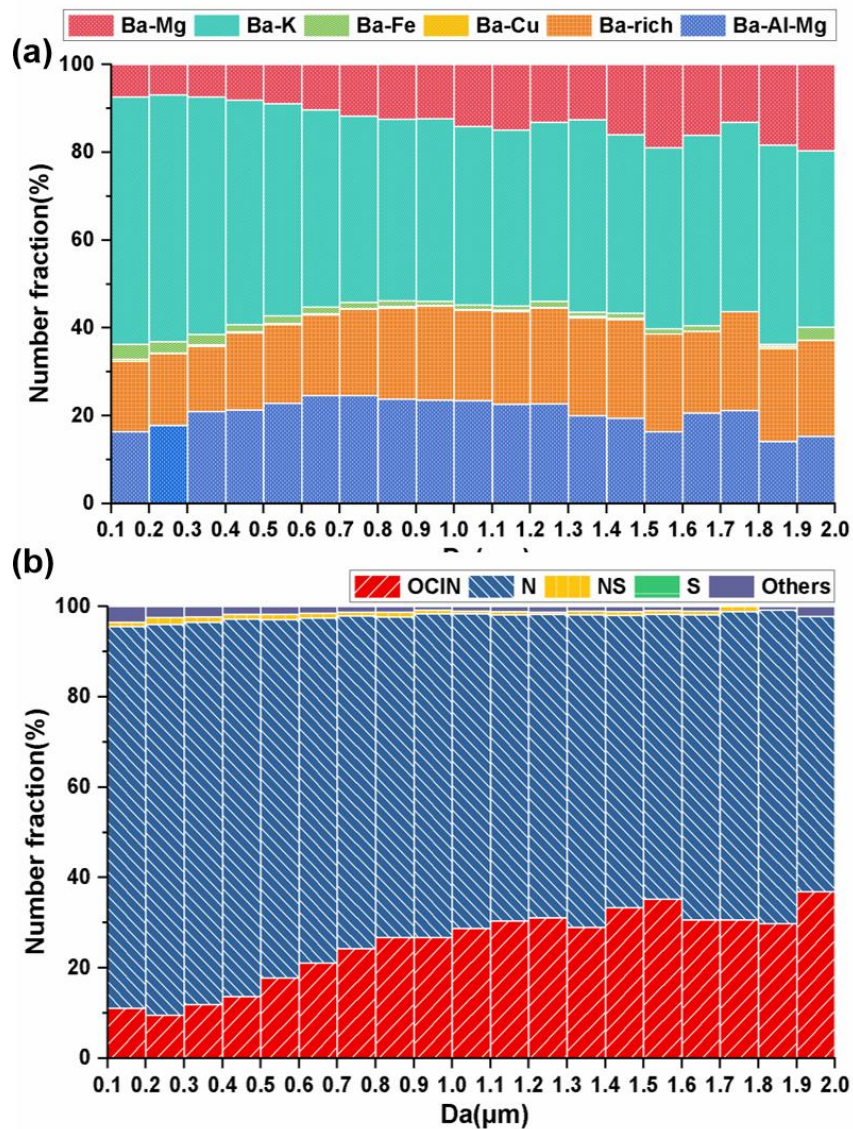 Ba-Mg Ba-K Ba-Fe Ba-Cu Ba-rich Ba-Al-Mg
(a)
Number fraction(%)
100
80
60
40
20
0
0.1 0.2 0.3 0.4 0.5 0.6 0.7 0.8 0.9 1.0 1.1 1.2 1.3 1.4 1.5 1.6 1.7 1.8 1.9 2.0
(b)
OCIN N NS S Others
Number fraction(%)
100
80
60
40
20
0
0.1 0.2 0.3 0.4 0.5 0.6 0.7 0.8 0.9 1.0 1.1 1.2 1.3 1.4 1.5 1.6 1.7 1.8 1.9 2.0
Da(μm)